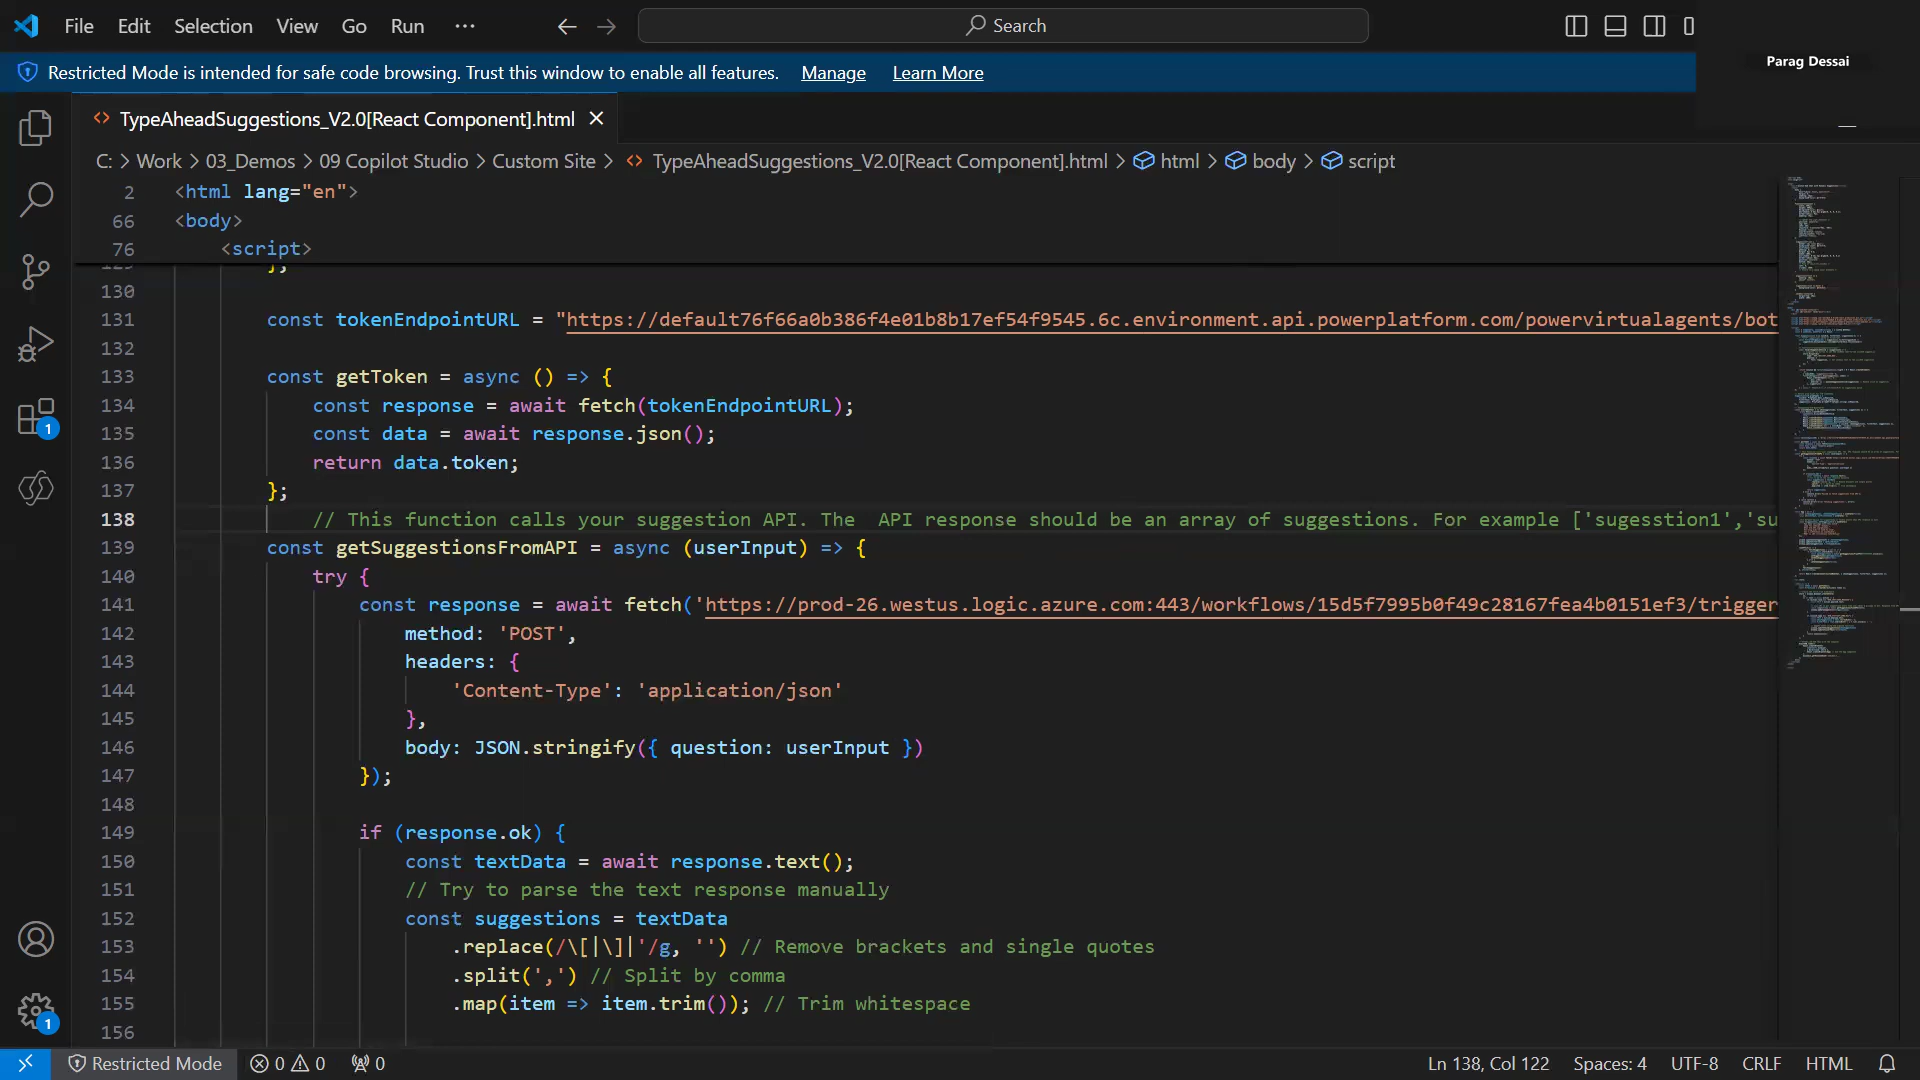 File Edit Selection View Go Run ··· Search
Parag Dessai
Restricted Mode is intended for safe code browsing. Trust this window to enable all features. Manage Learn More
TypeAheadSuggestions_V2.0[React Component].html
C: > Work > 03_Demos > 09 Copilot Studio > Custom Site > TypeAheadSuggestions_V2.0[React Component].html > html > body > script
2 <html lang="en">
66 <body>
76 <script>
129 };
130
131 const tokenEndpointURL = "https://default76f66a0b386f4e01b8b17ef54f9545.6c.environment.api.powerplatform.com/powervirtualagents/bot
132
133 const getToken = async () => {
134 const response = await fetch(tokenEndpointURL);
135 const data = await response.json();
136 return data.token;
137 };
138 // This function calls your suggestion API. The  API response should be an array of suggestions. For example ['sugesstion1','su
139 const getSuggestionsFromAPI = async (userInput) => {
140 try {
141 const response = await fetch('https://prod-26.westus.logic.azure.com:443/workflows/15d5f7995b0f49c28167fea4b0151ef3/trigger
142 method: 'POST',
143 headers: {
144 'Content-Type': 'application/json'
145 },
146 body: JSON.stringify({ question: userInput })
147 });
148
149 if (response.ok) {
150 const textData = await response.text();
151 // Try to parse the text response manually
152 const suggestions = textData
153 .replace(/\[|\]|'/g, '') // Remove brackets and single quotes
154 .split(',') // Split by comma
155 .map(item => item.trim()); // Trim whitespace
156
1
1
Restricted Mode 0 0 0 Ln 138, Col 122 Spaces: 4 UTF-8 CRLF HTML